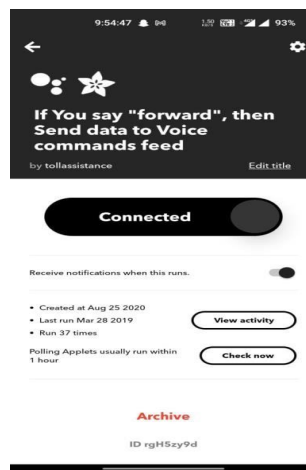 9:54:47 93%
If You say "forward", then
Send data to Voice
commands feed
by tollassistance Edit title
Connected
Receive notifications when this runs.
• Created at Aug 25 2020
• Last run Mar 28 2019
• Run 37 times
View activity
Polling Applets usually run within
1 hour
Check now
Archive
ID rgH5zy9d